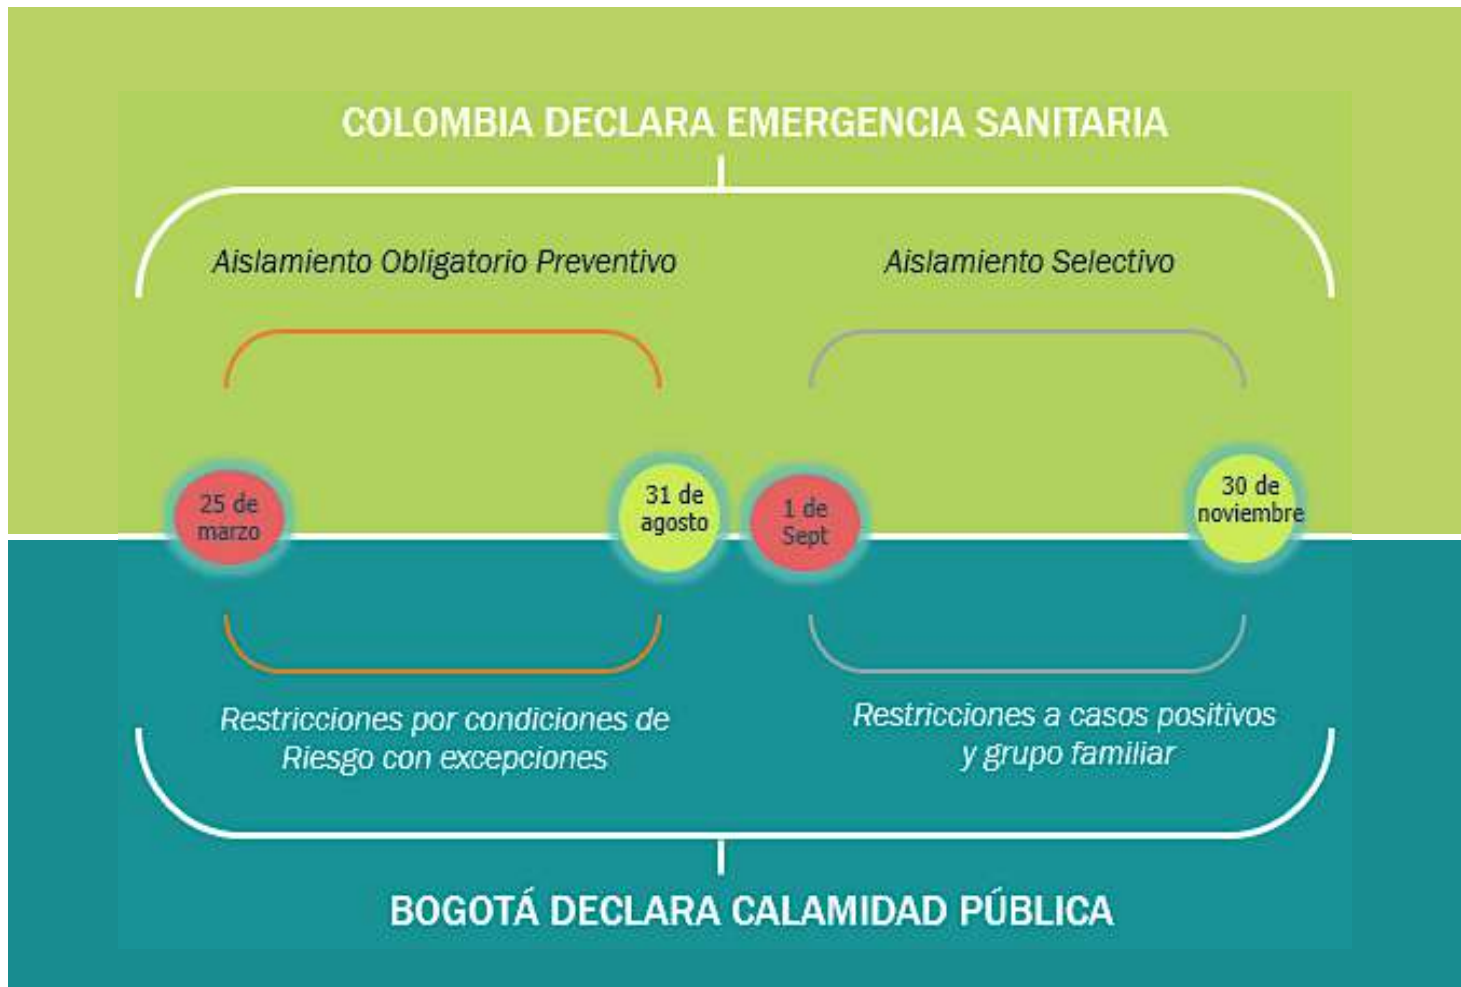 COLOMBIA DECLARA EMERGENCIA SANITARIA
Aislamiento Obligatorio Preventivo
Aislamiento Selectivo
25 de
marzo
31 de
agosto
1 de
Sept
30 de
noviembre
Restricciones por condiciones de
Riesgo con excepciones
Restricciones a casos positivos
y grupo familiar
BOGOTÁ DECLARA CALAMIDAD PÚBLICA